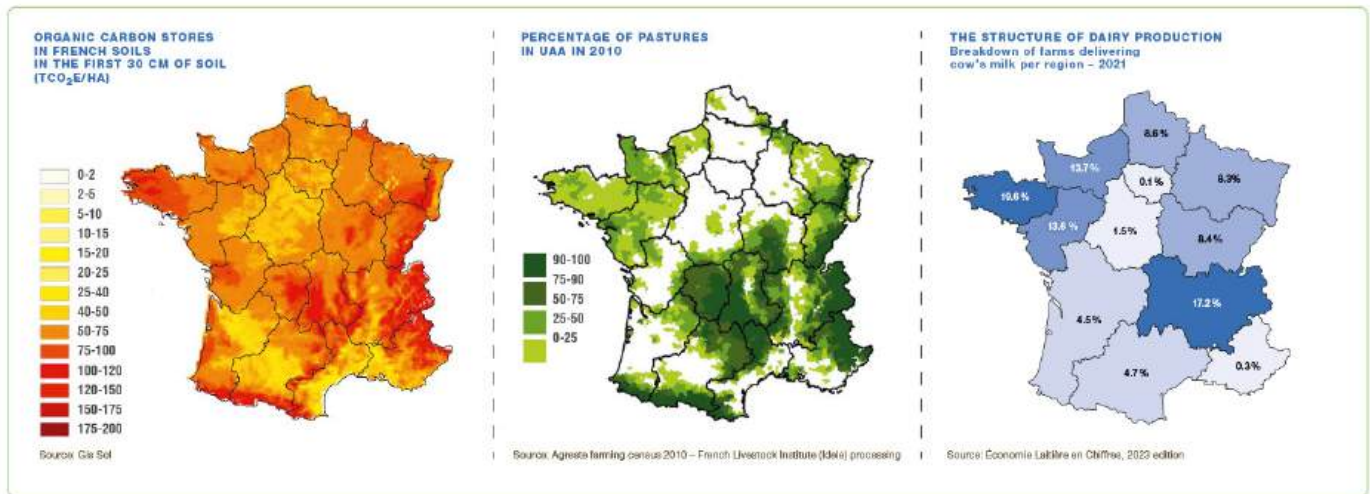 ORGANIC CARBON STORES
IN FRENCH SOILS
IN THE FIRST 30 CM OF SOIL
(TCO₂E/HA)
0-2
2-5
5-10
10-15
15-20
20-25
25-40
40-50
50-75
75-100
100-120
120-150
150-175
175-200
Source: Gis Sol
PERCENTAGE OF PASTURES
IN UAA IN 2010
90-100
75-90
50-75
25-50
0-25
Source: Agreste farming census 2010 – French Livestock Institute (Idele) processing
THE STRUCTURE OF DAIRY PRODUCTION
Breakdown of farms delivering
cow's milk per region – 2021
8.6%
13.7%
0.1%
8.3%
19.6%
13.6%
1.5%
8.4%
17.2%
4.5%
4.7%
0.3%
Source: Économie Laitière en Chiffres, 2023 edition